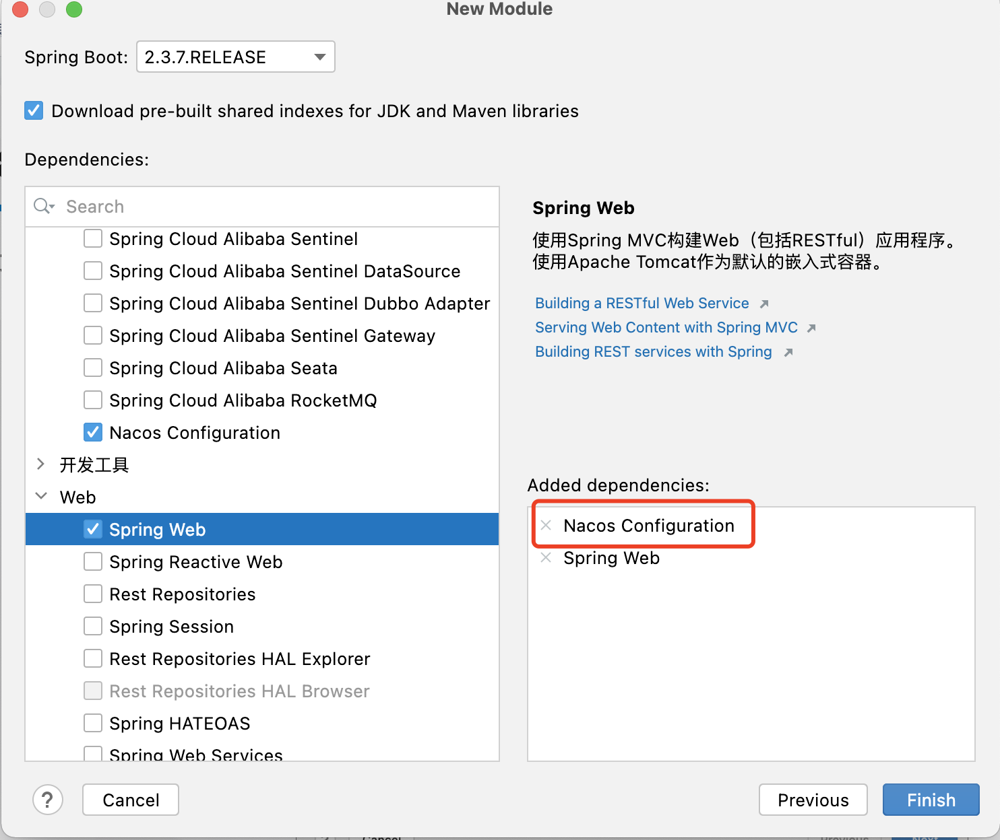 New Module
Spring Boot: 2.3.7.RELEASE
Download pre-built shared indexes for JDK and Maven libraries
Dependencies:
Search
Spring Cloud Alibaba Sentinel
Spring Cloud Alibaba Sentinel DataSource
Spring Cloud Alibaba Sentinel Dubbo Adapter
Spring Cloud Alibaba Sentinel Gateway
Spring Cloud Alibaba Seata
Spring Cloud Alibaba RocketMQ
Nacos Configuration
开发工具
Web
Spring Web
Spring Reactive Web
Rest Repositories
Spring Session
Rest Repositories HAL Explorer
Rest Repositories HAL Browser
Spring HATEOAS
Spring Web Services
Spring Web
使用Spring MVC构建Web（包括RESTful）应用程序。
使用Apache Tomcat作为默认的嵌入式容器。
Building a RESTful Web Service
Serving Web Content with Spring MVC
Building REST services with Spring
Added dependencies:
Nacos Configuration
Spring Web
? Cancel Previous Finish
Cancel Previous Next